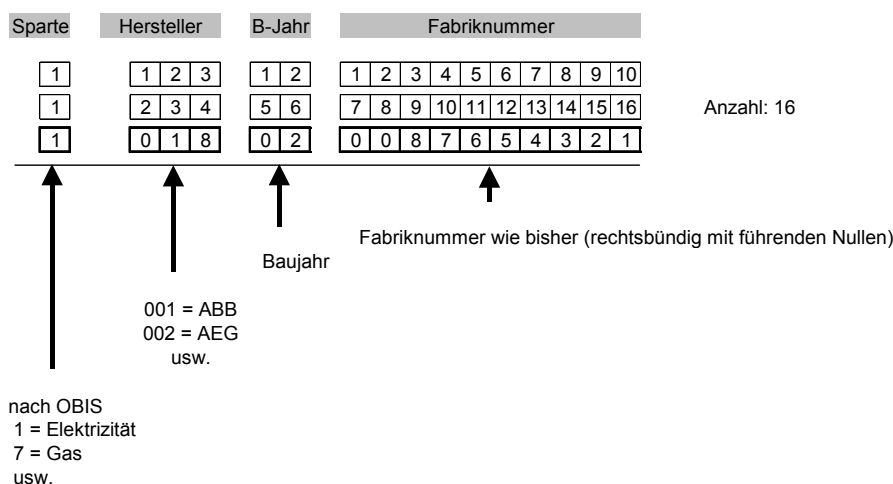 Sparte Hersteller B-Jahr Fabriknummer
1 1 2 3 1 2 1 2 3 4 5 6 7 8 9 10
1 2 3 4 5 6 7 8 9 10 11 12 13 14 15 16 Anzahl: 16
1 0 1 8 0 2 0 0 8 7 6 5 4 3 2 1
Fabriknummer wie bisher (rechtsbündig mit führenden Nullen)
Baujahr
001 = ABB
002 = AEG
usw.
nach OBIS
1 = Elektrizität
7 = Gas
usw.